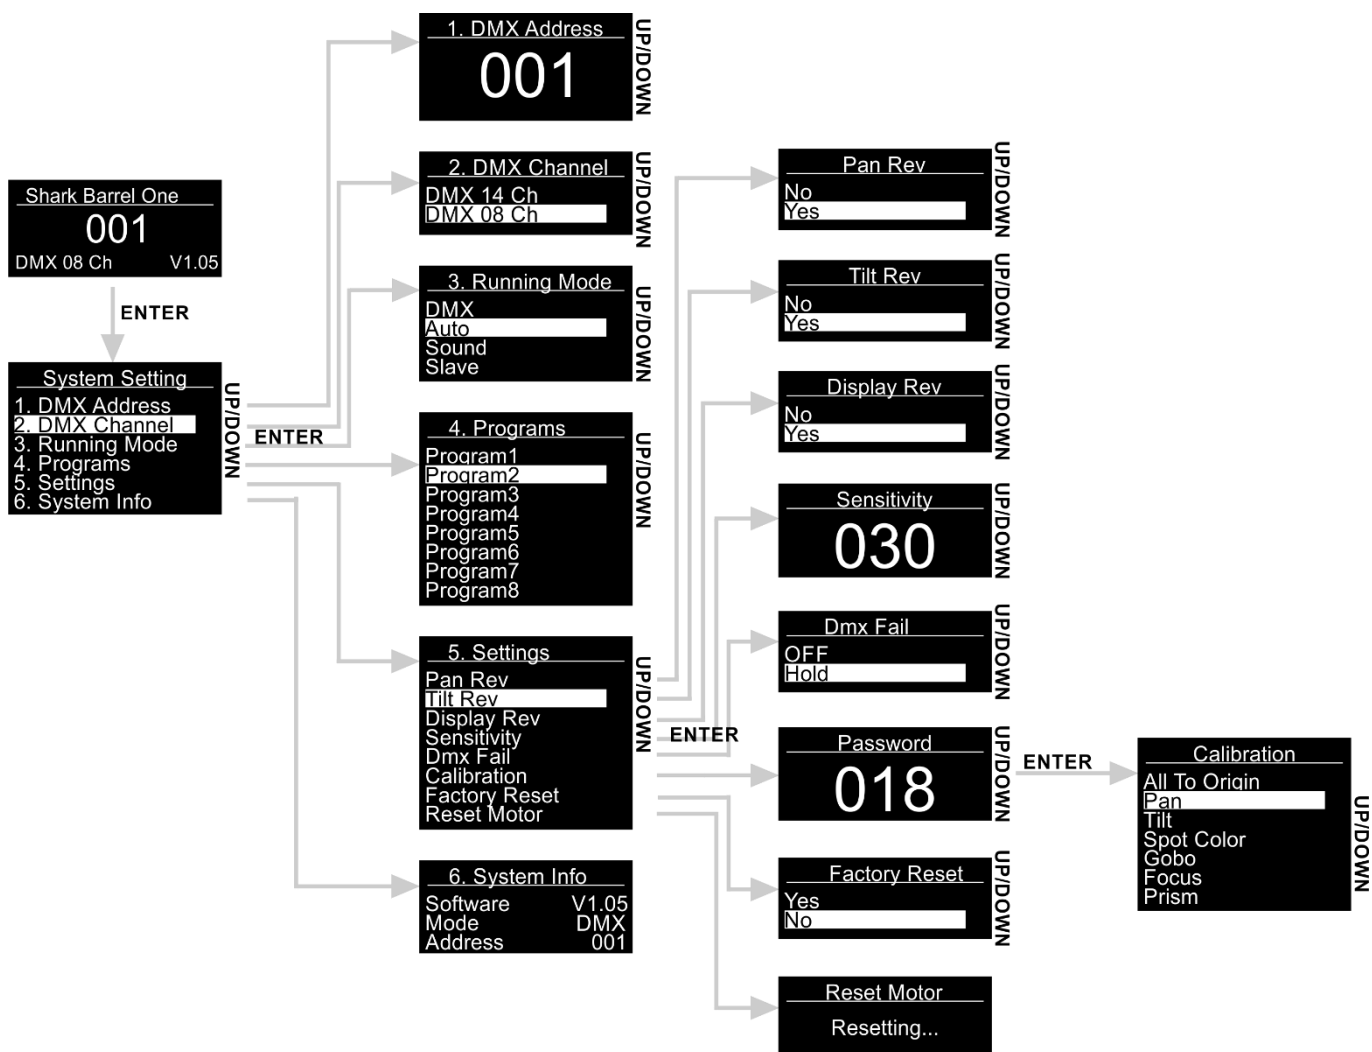 Shark Barrel One
001
DMX 08 Ch V1.05
ENTER
System Setting
1. DMX Address
2. DMX Channel
3. Running Mode
4. Programs
5. Settings
6. System Info
UP/DOWN
ENTER
1. DMX Address
001
UP/DOWN
2. DMX Channel
DMX 14 Ch
DMX 08 Ch
UP/DOWN
3. Running Mode
DMX
Auto
Sound
Slave
UP/DOWN
4. Programs
Program1
Program2
Program3
Program4
Program5
Program6
Program7
Program8
UP/DOWN
5. Settings
Pan Rev
Tilt Rev
Display Rev
Sensitivity
Dmx Fail
Calibration
Factory Reset
Reset Motor
UP/DOWN
ENTER
6. System Info
Software V1.05
Mode DMX
Address 001
Pan Rev
No
Yes
UP/DOWN
Tilt Rev
No
Yes
UP/DOWN
Display Rev
No
Yes
UP/DOWN
Sensitivity
030
UP/DOWN
Dmx Fail
OFF
Hold
UP/DOWN
Password
018
UP/DOWN
ENTER
Factory Reset
Yes
No
UP/DOWN
Reset Motor
Resetting...
Calibration
All To Origin
Pan
Tilt
Spot Color
Gobo
Focus
Prism
UP/DOWN